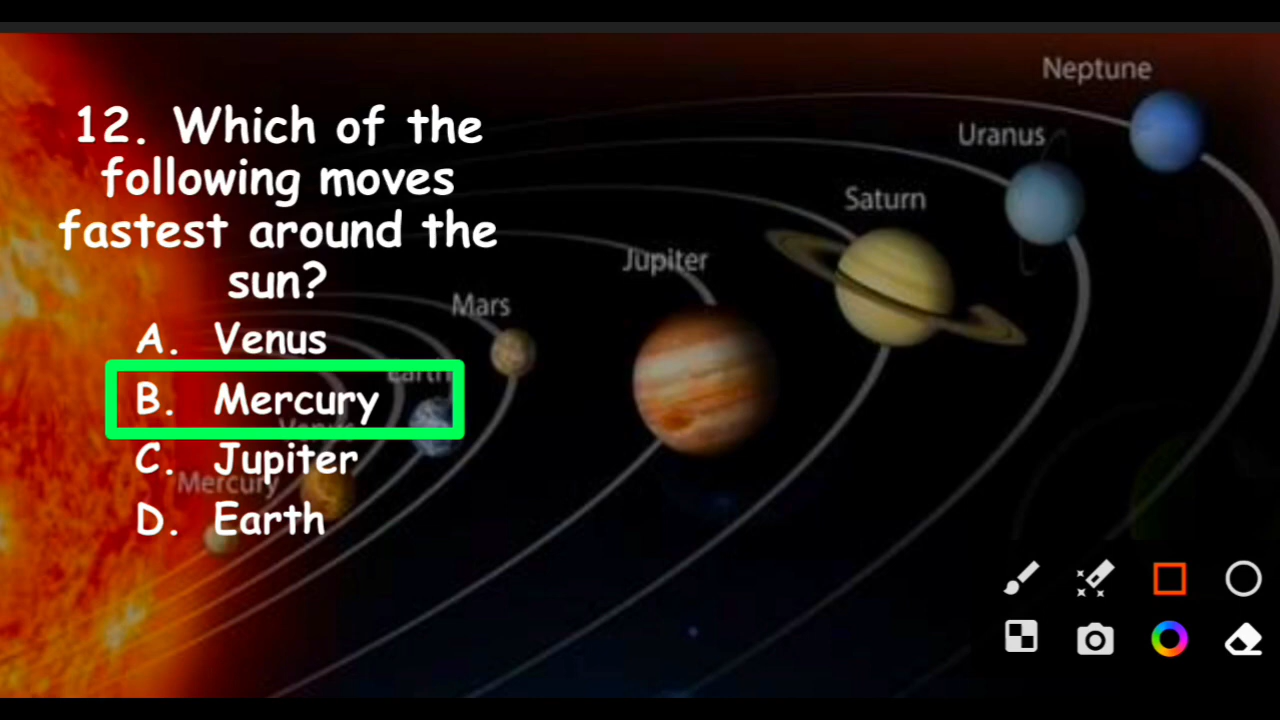 Neptune
Uranus
Saturn
Jupiter
Mars
Earth
Venus
Mercury
12. Which of the
following moves
fastest around the
sun?
A. Venus
B. Mercury
C. Jupiter
D. Earth